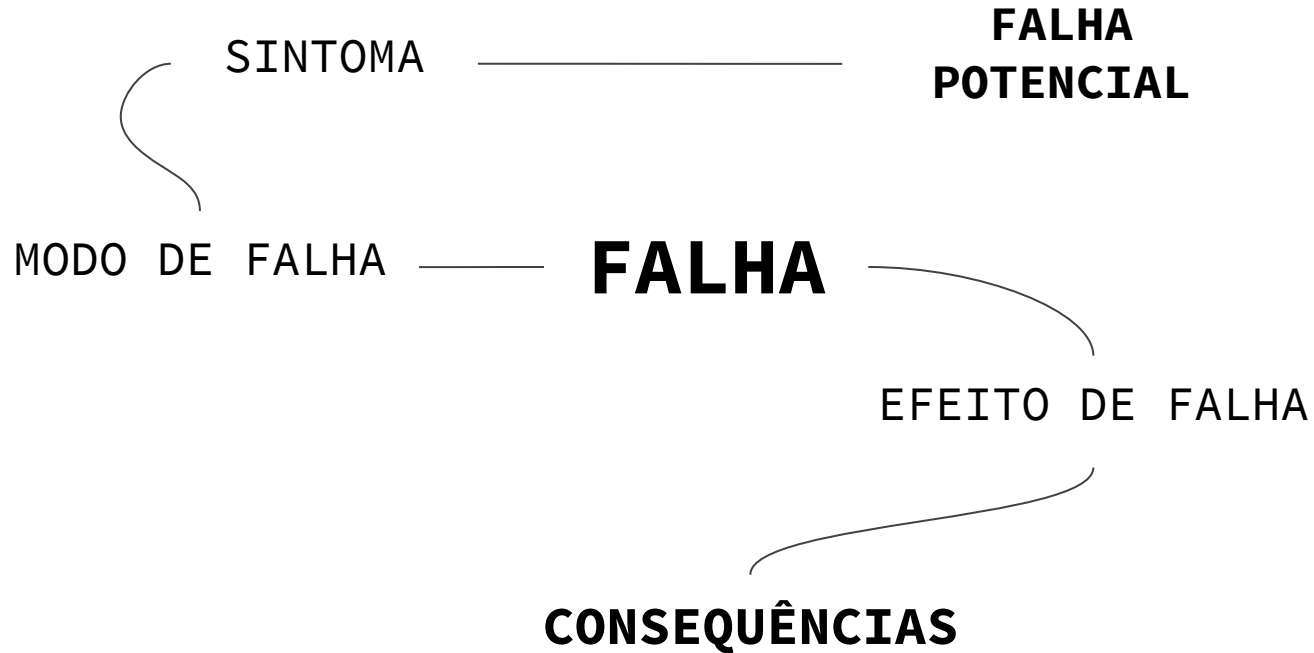 SINTOMA
FALHA
POTENCIAL
MODO DE FALHA
FALHA
EFEITO DE FALHA
CONSEQUÊNCIAS